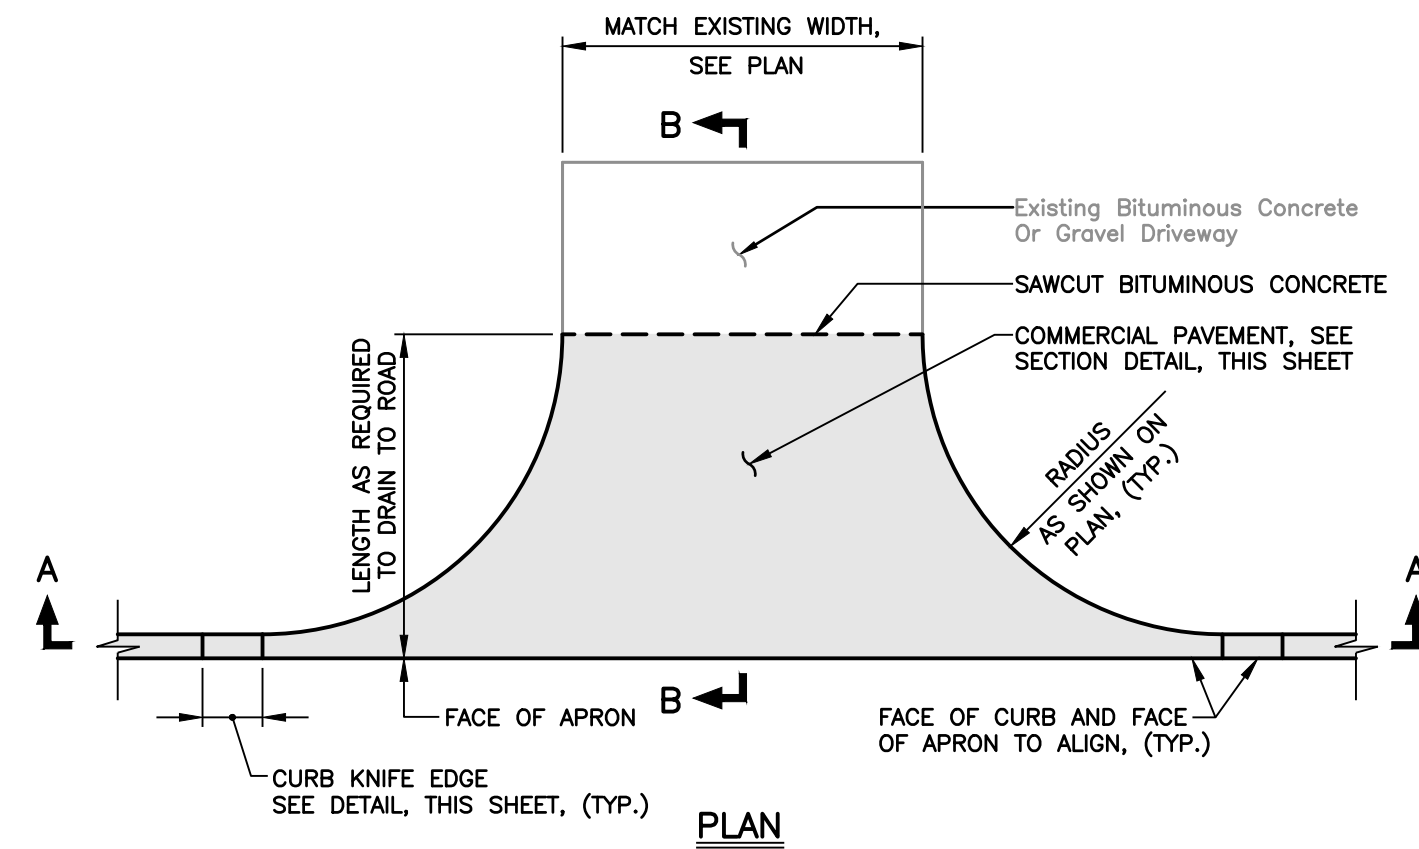 MATCH EXISTING WIDTH,
SEE PLAN
B
Existing Bituminous Concrete
Or Gravel Driveway
SAWCUT BITUMINOUS CONCRETE
COMMERCIAL PAVEMENT, SEE
SECTION DETAIL, THIS SHEET
LENGTH AS REQUIRED
TO DRAIN TO ROAD
RADIUS
AS SHOWN ON
PLAN, (TYP.)
A
A
B
FACE OF APRON
FACE OF CURB AND FACE
OF APRON TO ALIGN, (TYP.)
CURB KNIFE EDGE
SEE DETAIL, THIS SHEET, (TYP.)
PLAN